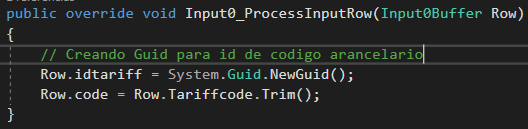 public override void Input0_ProcessInputRow(Input0Buffer Row)
{
// Creando Guid para id de codigo arancelario
Row.idtariff = System.Guid.NewGuid();
Row.code = Row.Tariffcode.Trim();
}